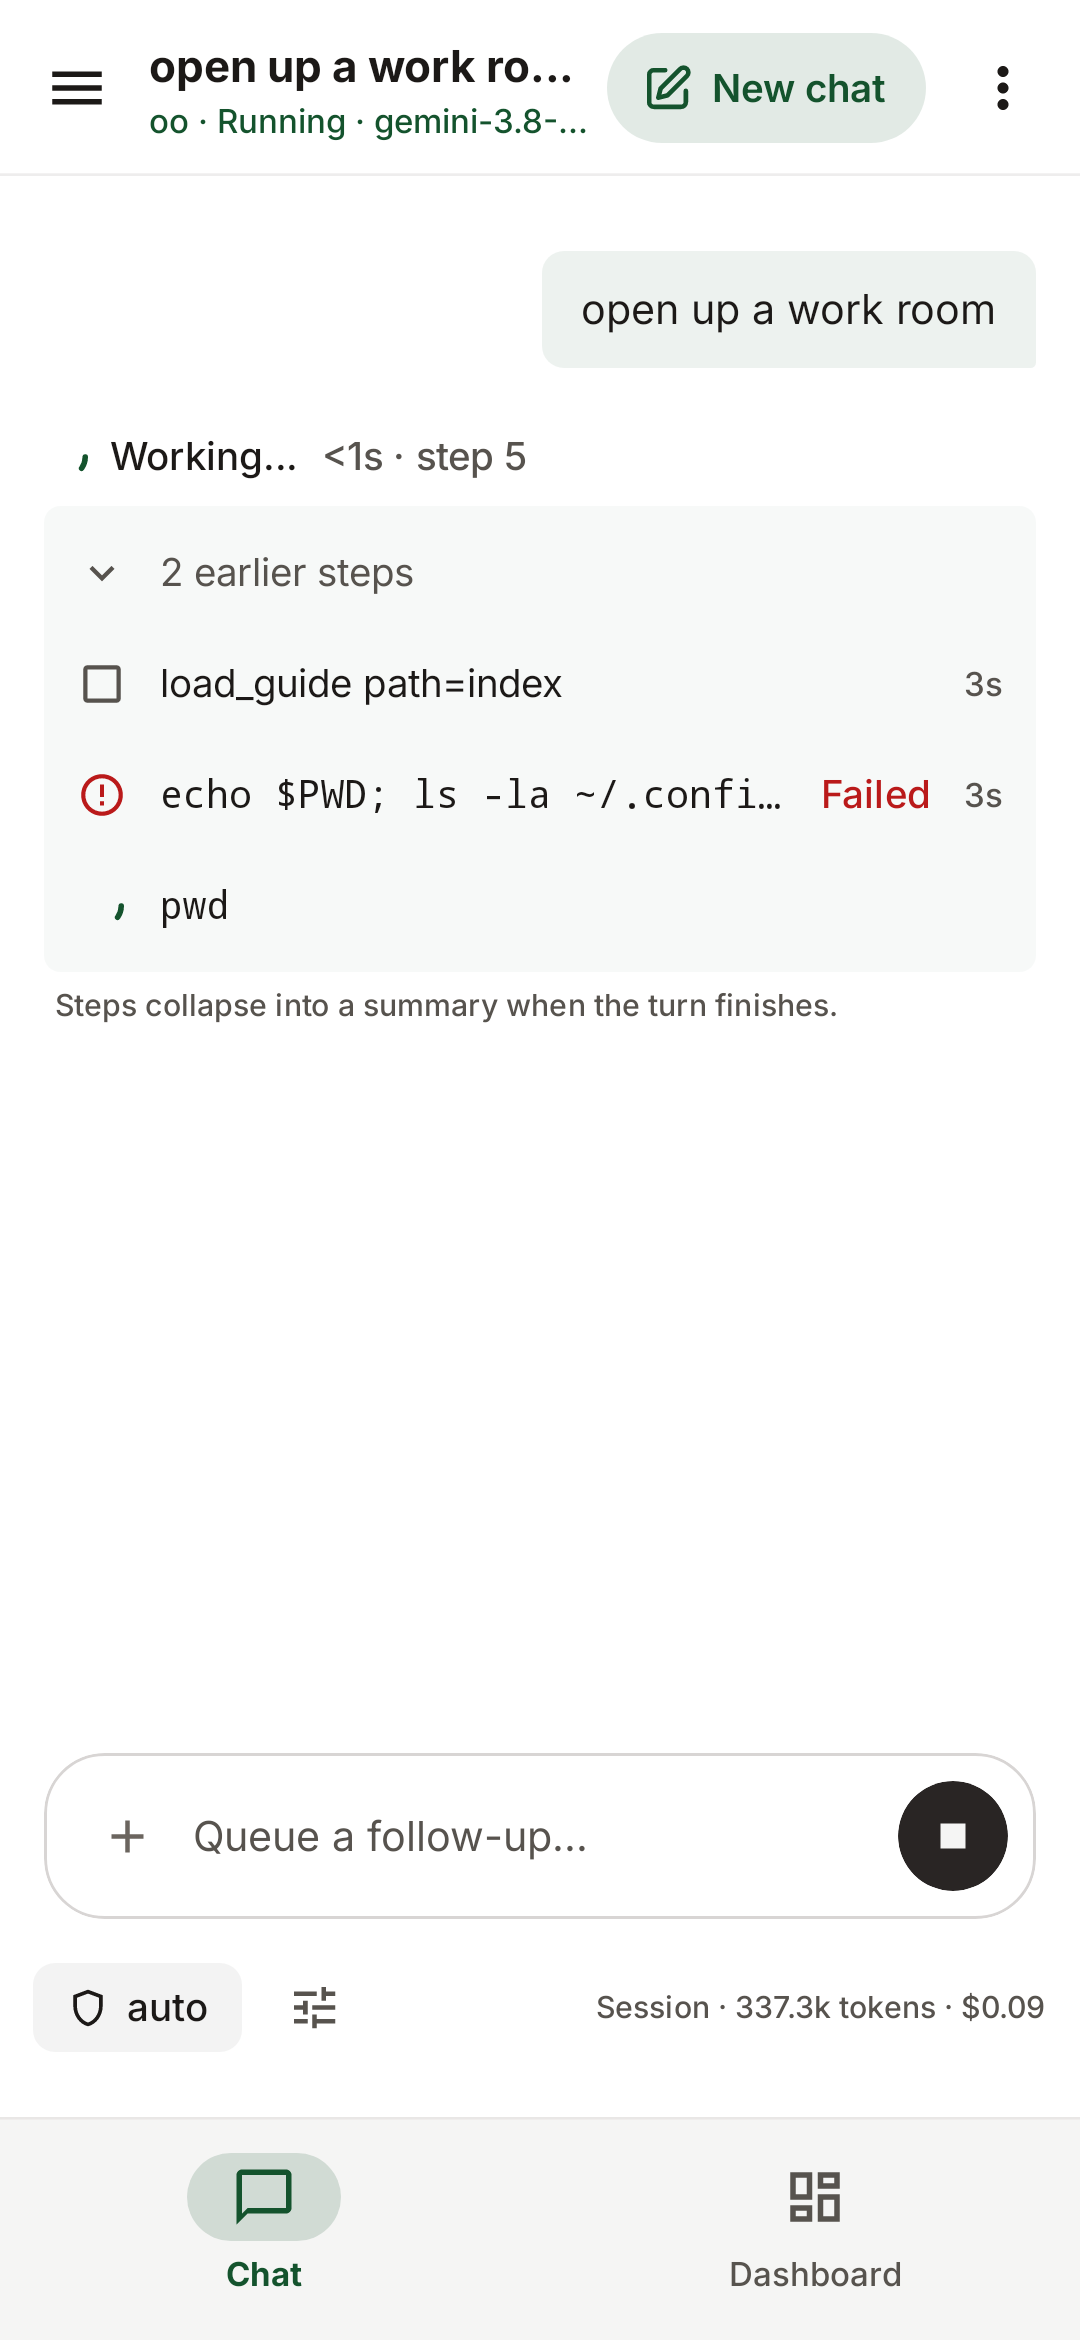 open up a work ro...
oo · Running · gemini-3.8-...
New chat
open up a work room
Working... <1s · step 5
2 earlier steps
load_guide path=index 3s
echo $PWD; ls -la ~/.confi… Failed 3s
pwd
Steps collapse into a summary when the turn finishes.
Queue a follow-up...
auto
Session · 337.3k tokens · $0.09
Chat
Dashboard